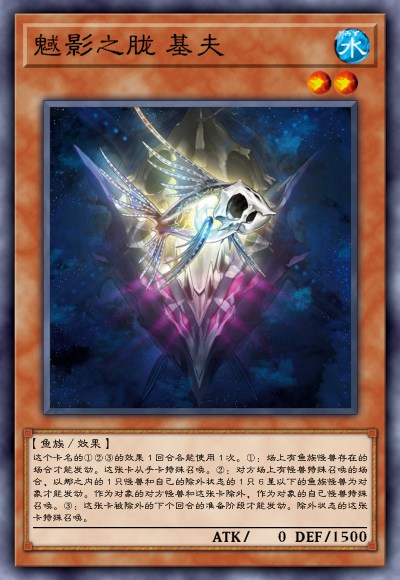 魊影之胧 基夫
水
【鱼族／效果】
这个卡名的①②③的效果1回合各能使用1次。①：场上有鱼族怪兽存在的
场合才能发动。这张卡从手卡特殊召唤。②：对方场上有怪兽特殊召唤的场
合，以那之内的1只怪兽和自己的除外状态的1只6星以下的鱼族怪兽为对
象才能发动。作为对象的对方怪兽和这张卡除外，作为对象的自己怪兽特殊
召唤。③：这张卡被除外的下个回合的准备阶段才能发动。除外状态的这张
卡特殊召唤。
ATK/ 0 DEF/1500